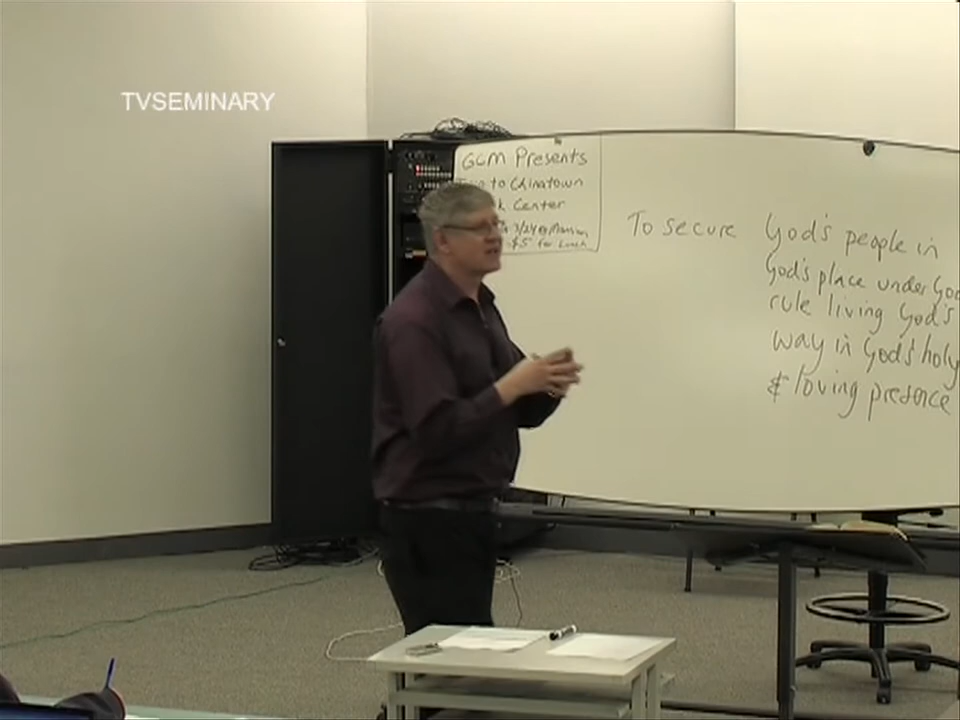 TVSEMINARY
GCM Presents
to Chinatown
Center
$5 for Lunch
To secure God's people in
God's place under God
rule living God's
way in God's holy
& loving presence